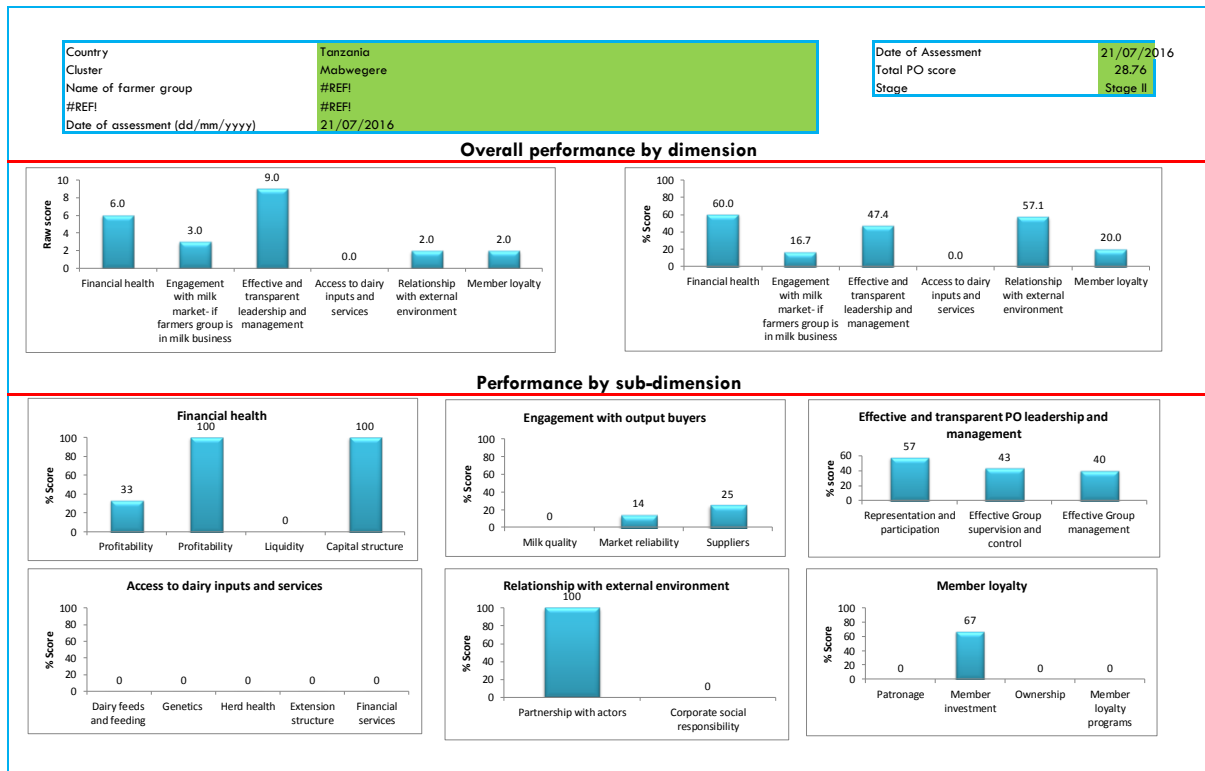 Country Tanzania
Cluster Mabwegere
Name of farmer group #REF!
#REF! #REF!
Date of assessment (dd/mm/yyyy) 21/07/2016
Date of Assessment 21/07/2016
Total PO score 28.76
Stage Stage II
Overall performance by dimension
Raw score
10
8
6
4
2
0
6.0
3.0
9.0
0.0
2.0
2.0
Financial health
Engagement
with milk
market- if
farmers group is
in milk business
Effective and
transparent
leadership and
management
Access to dairy
inputs and
services
Relationship
with external
environment
Member loyalty
% Score
100
80
60
40
20
0
60.0
16.7
47.4
0.0
57.1
20.0
Financial health
Engagement
with milk
market- if
farmers group is
in milk business
Effective and
transparent
leadership and
management
Access to dairy
inputs and
services
Relationship
with external
environment
Member loyalty
Performance by sub-dimension
Financial health
% Score
100
80
60
40
20
0
33
100
0
100
Profitability
Profitability
Liquidity
Capital structure
Engagement with output buyers
% Score
100
80
60
40
20
0
0
14
25
Milk quality
Market reliability
Suppliers
Effective and transparent PO leadership and
management
% score
60
40
20
0
57
43
40
Representation and
participation
Effective Group
supervision and
control
Effective Group
management
Access to dairy inputs and services
% Score
100
80
60
40
20
0
0
0
0
0
0
Dairy feeds
and feeding
Genetics
Herd health
Extension
structure
Financial
services
Relationship with external environment
% Score
100
80
60
40
20
0
100
0
Partnership with actors
Corporate social
responsibility
Member loyalty
% Score
100
80
60
40
20
0
0
67
0
0
Patronage
Member
investment
Ownership
Member
loyalty
programs